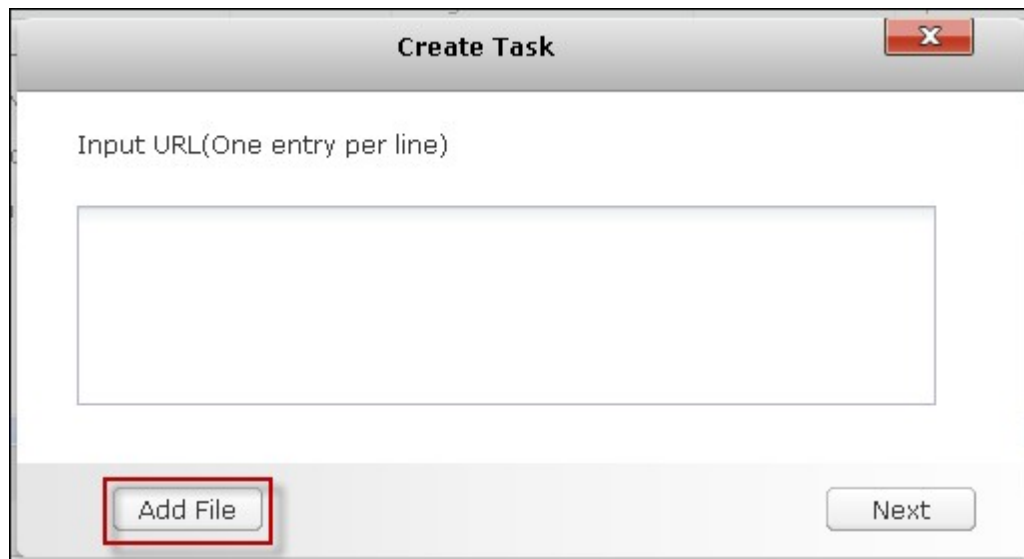 Create Task
x
Input URL(One entry per line)
Add File
Next